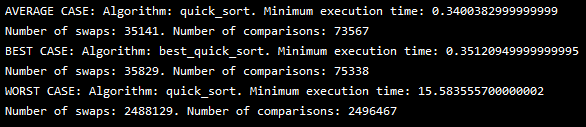 AVERAGE CASE: Algorithm: quick_sort. Minimum execution time: 0.3400382999999999
Number of swaps: 35141. Number of comparisons: 73567
BEST CASE: Algorithm: best_quick_sort. Minimum execution time: 0.35120949999999995
Number of swaps: 35829. Number of comparisons: 75338
WORST CASE: Algorithm: quick_sort. Minimum execution time: 15.583555700000002
Number of swaps: 2488129. Number of comparisons: 2496467